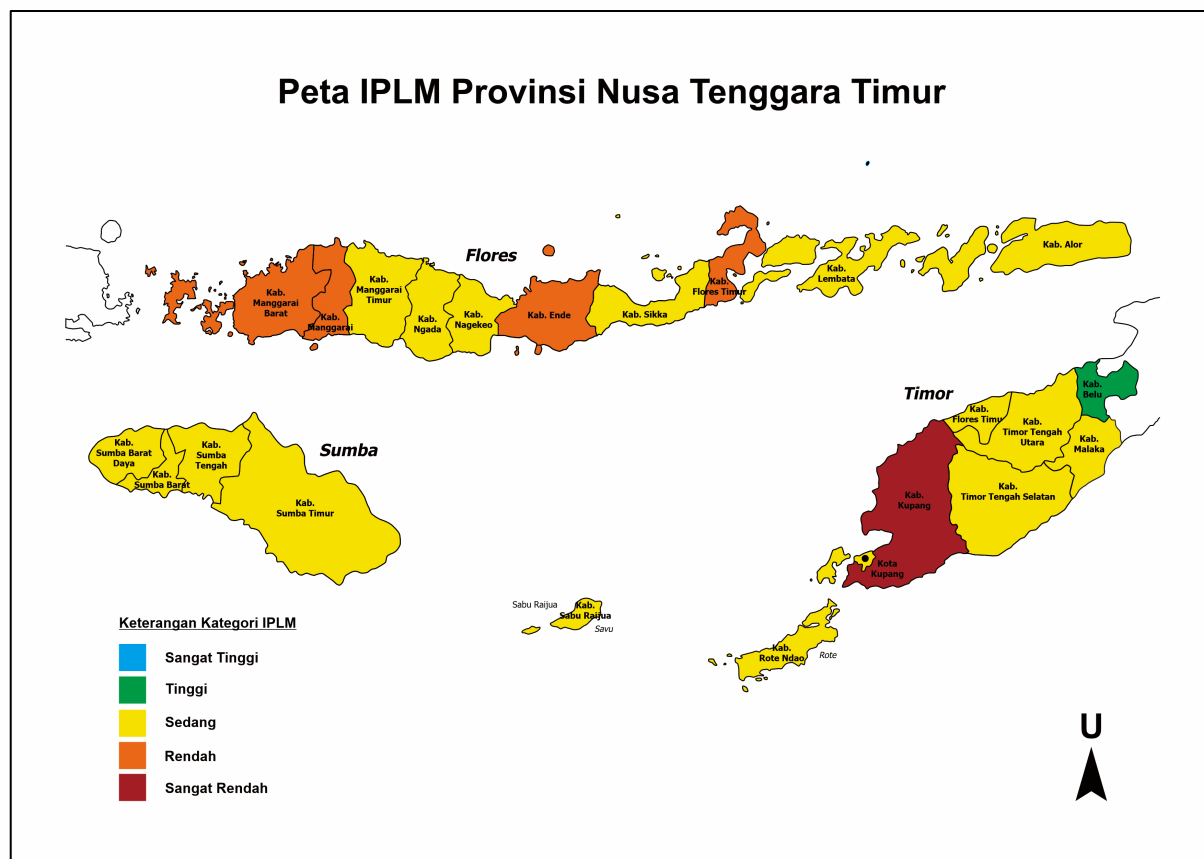 Peta IPLM Provinsi Nusa Tenggara Timur
Flores
Kab.
Manggarai
Barat
Kab.
Manggarai
Kab.
Manggarai
Timur
Kab.
Ngada
Kab.
Nagekeo
Kab. Ende
Kab. Sikka
Kab.
Flores Timur
Kab.
Lembata
Kab. Alor
Timor
Kab.
Belu
Kab.
Flores Timu
Kab.
Timor Tengah
Utara
Kab.
Malaka
Kab.
Timor Tengah Selatan
Kab.
Kupang
Kota
Kupang
Sumba
Kab.
Sumba Barat
Daya
Kab.
Sumba Barat
Kab.
Sumba
Tengah
Kab.
Sumba Timur
Sabu Raijua
Kab.
Sabu Raijua
Savu
Kab.
Rote Ndao
Rote
Keterangan Kategori IPLM
Sangat Tinggi
Tinggi
Sedang
Rendah
Sangat Rendah
U